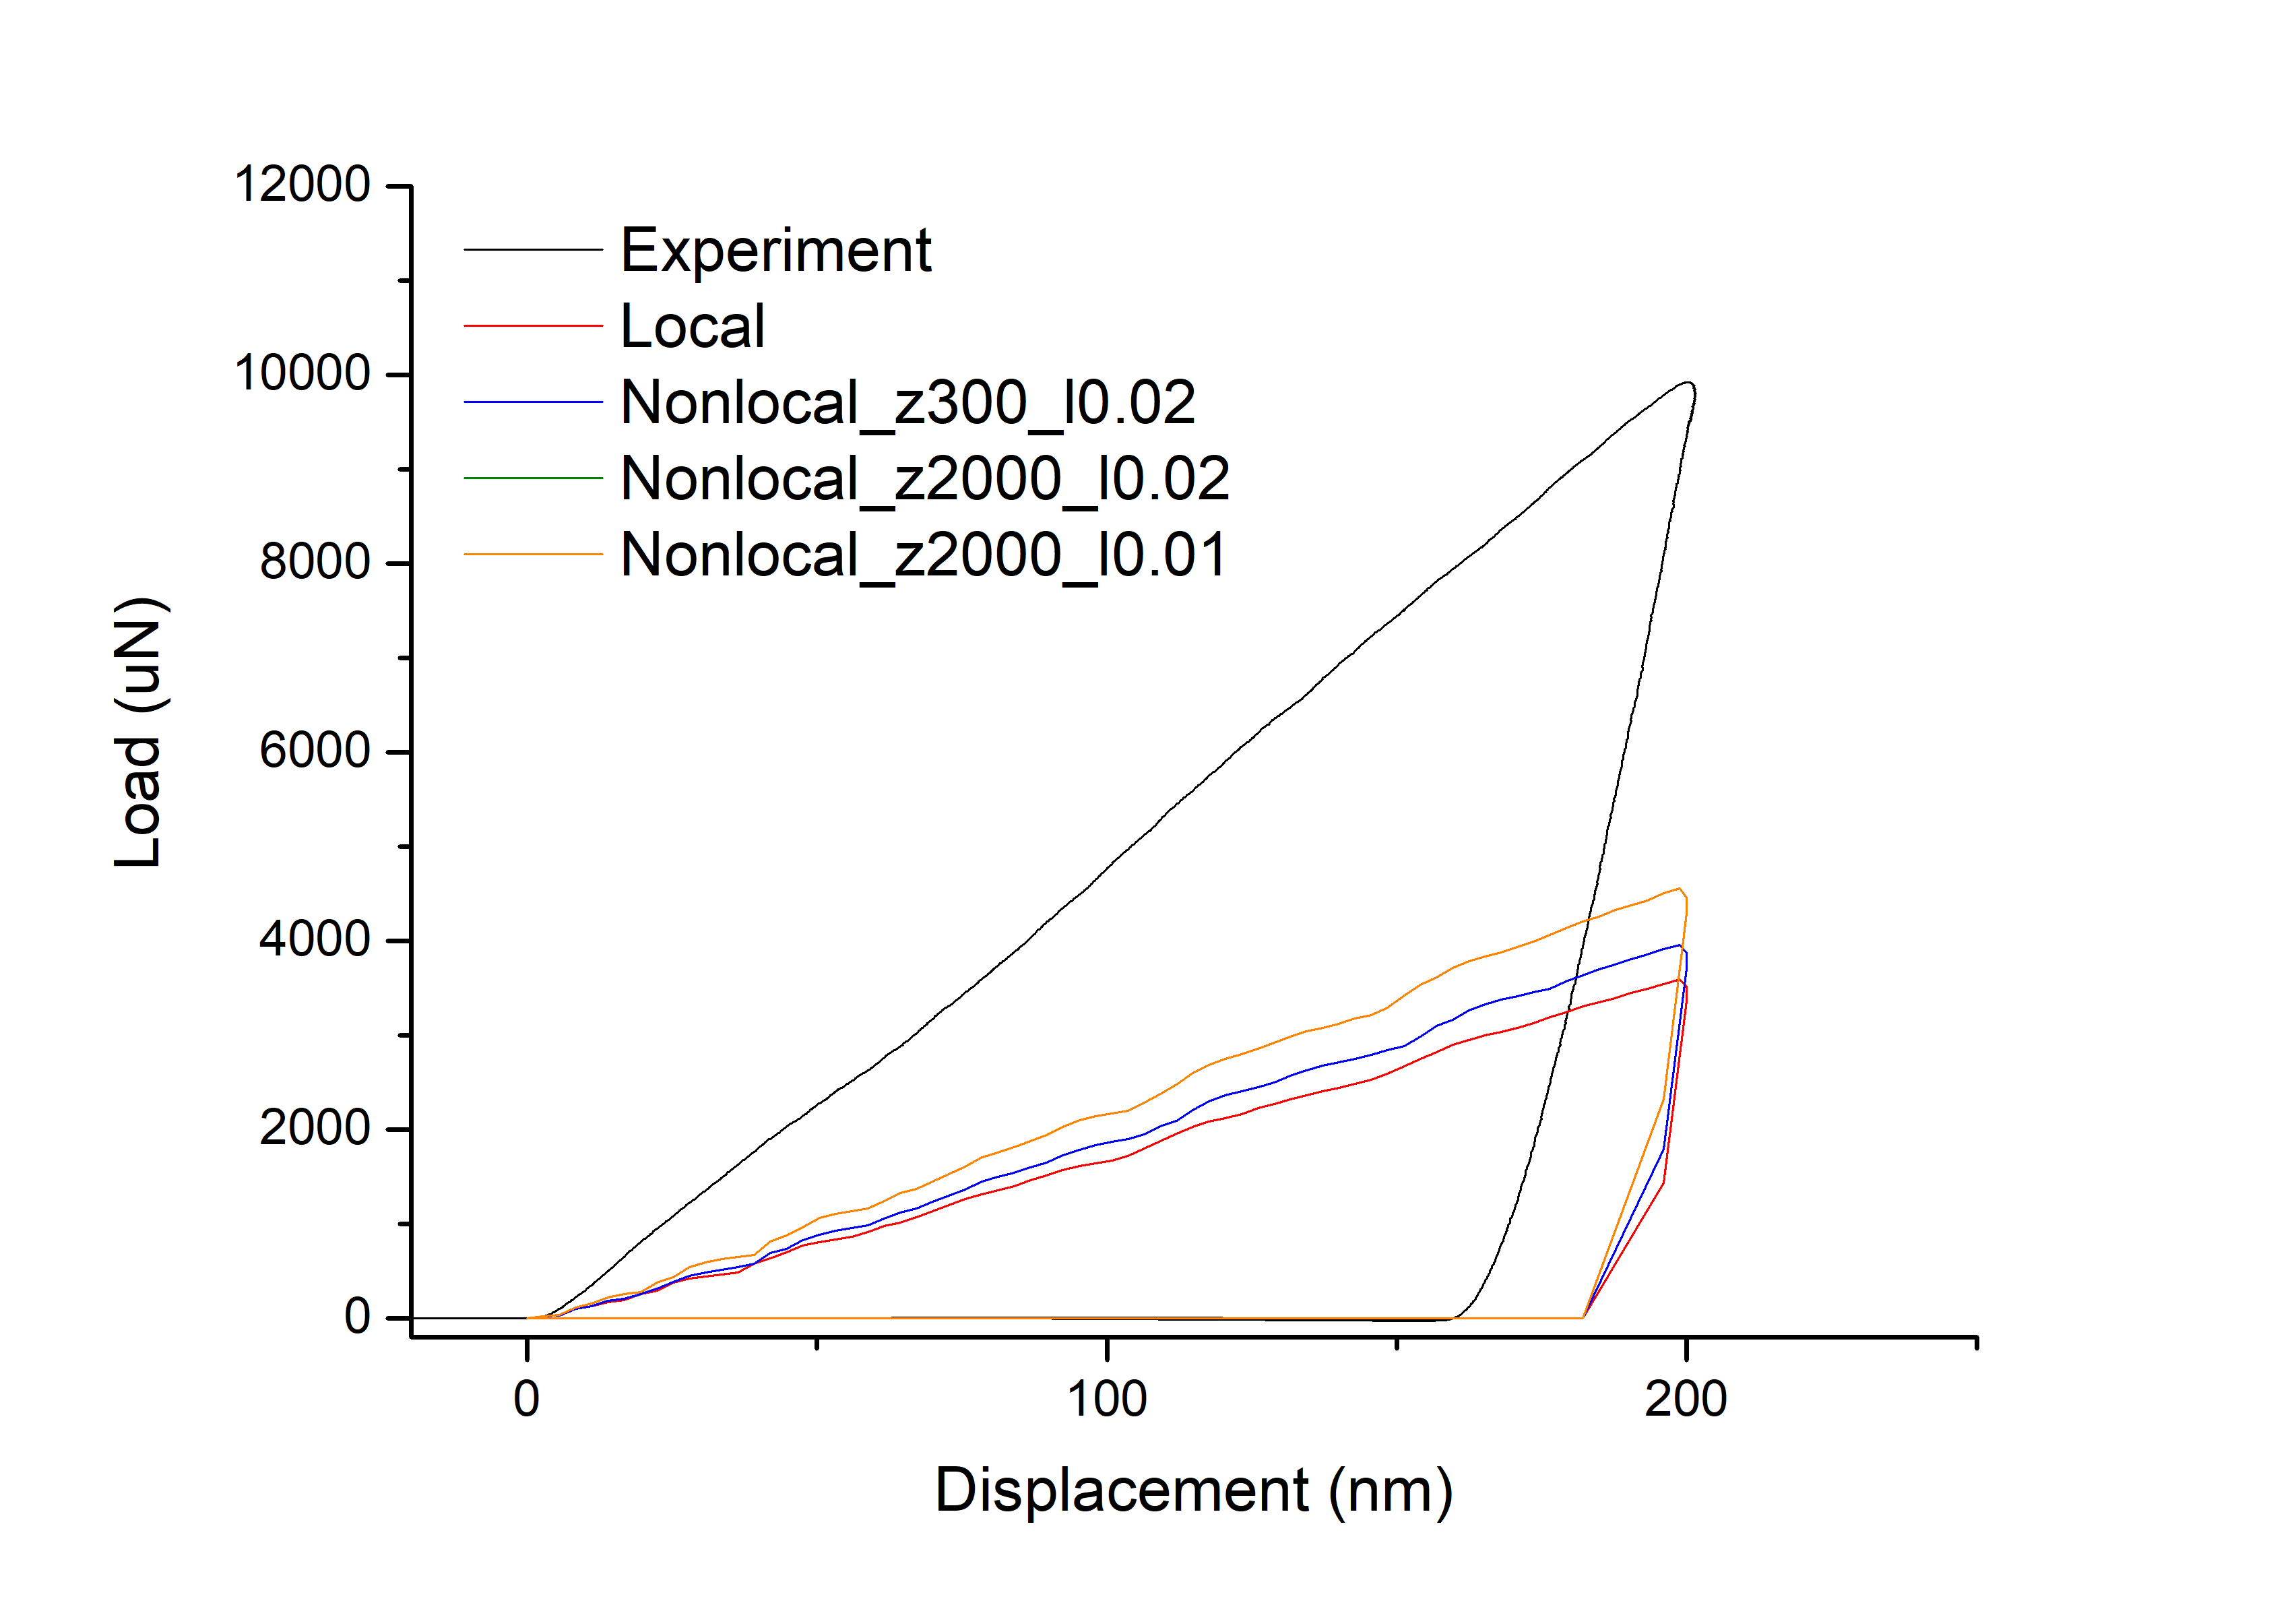 12000
10000
8000
6000
4000
2000
0
Load (uN)
Experiment
Local
Nonlocal_z300_l0.02
Nonlocal_z2000_l0.02
Nonlocal_z2000_l0.01
0 100 200
Displacement (nm)